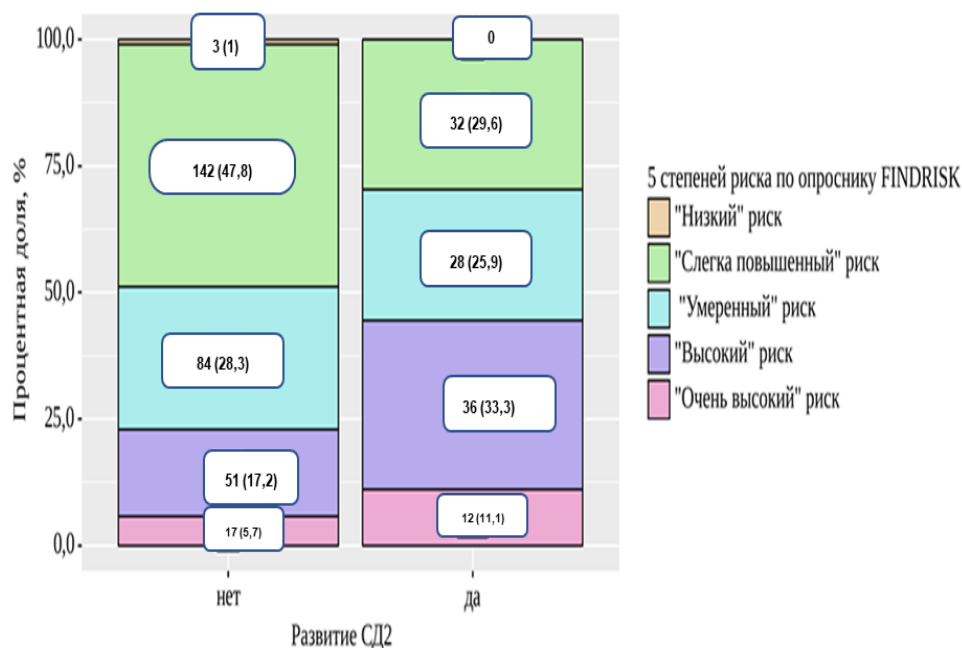 100,0
75,0
50,0
25,0
0,0
Процентная доля, %
3 (1)
142 (47,8)
84 (28,3)
51 (17,2)
17 (5,7)
0
32 (29,6)
28 (25,9)
36 (33,3)
12 (11,1)
нет
да
Развитие СД2
5 степеней риска по опроснику FINDRISK
"Низкий" риск
"Слегка повышенный" риск
"Умеренный" риск
"Высокий" риск
"Очень высокий" риск